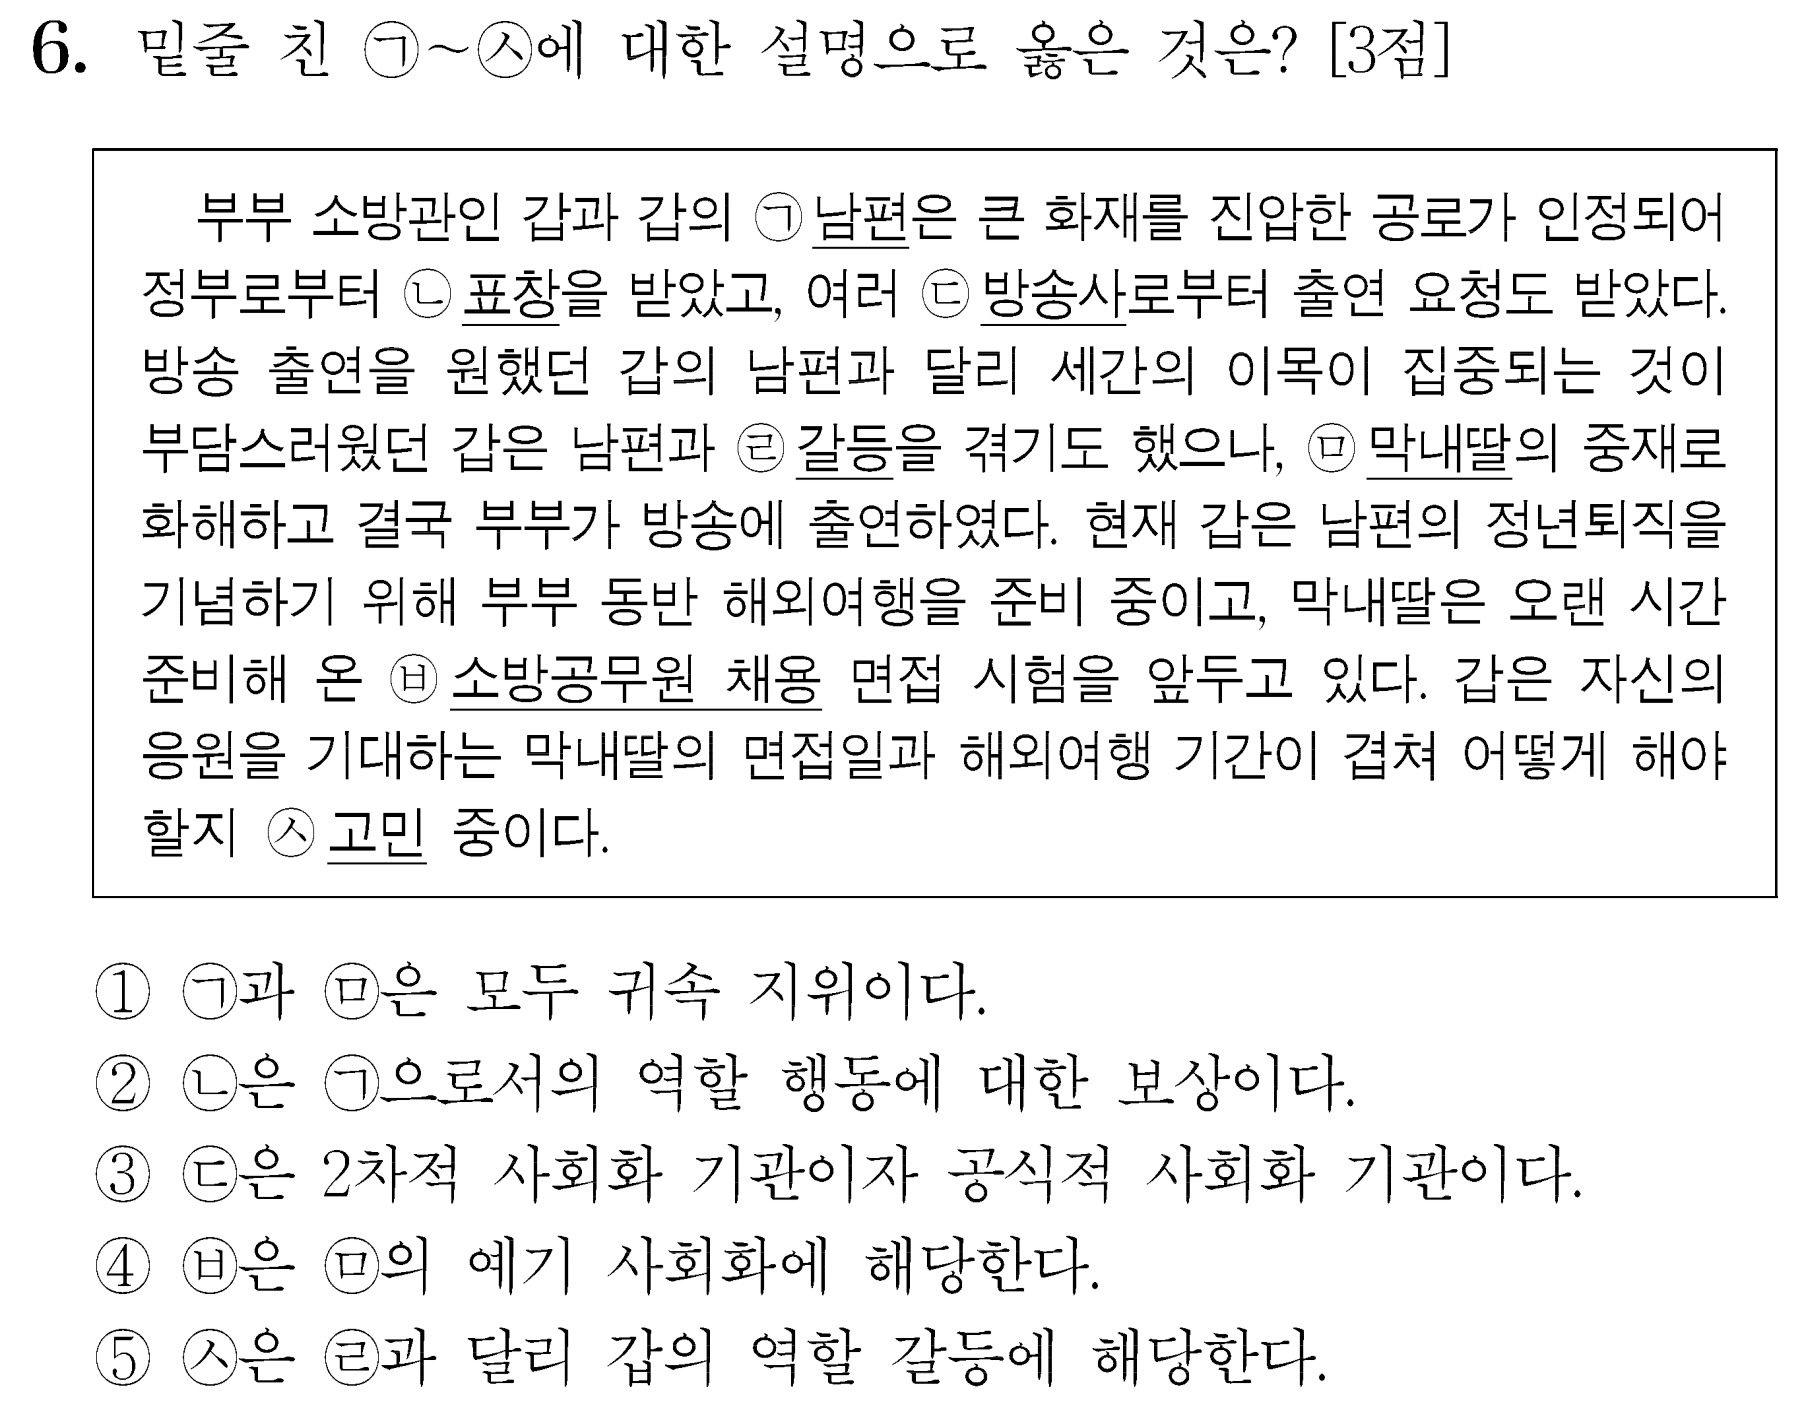 6. 밑줄 친 ㉠～㉦에 대한 설명으로 옳은 것은? [3점]
부부 소방관인 갑과 갑의 ㉠남편은 큰 화재를 진압한 공로가 인정되어
정부로부터 ㉡표창을 받았고, 여러 ㉢방송사로부터 출연 요청도 받았다.
방송 출연을 원했던 갑의 남편과 달리 세간의 이목이 집중되는 것이
부담스러웠던 갑은 남편과 ㉣갈등을 겪기도 했으나, ㉤막내딸의 중재로
화해하고 결국 부부가 방송에 출연하였다. 현재 갑은 남편의 정년퇴직을
기념하기 위해 부부 동반 해외여행을 준비 중이고, 막내딸은 오랜 시간
준비해 온 ㉥소방공무원 채용 면접 시험을 앞두고 있다. 갑은 자신의
응원을 기대하는 막내딸의 면접일과 해외여행 기간이 겹쳐 어떻게 해야
할지 ㉦고민 중이다.
① ㉠과 ㉤은 모두 귀속 지위이다.
② ㉡은 ㉠으로서의 역할 행동에 대한 보상이다.
③ ㉢은 2차적 사회화 기관이자 공식적 사회화 기관이다.
④ ㉥은 ㉤의 예기 사회화에 해당한다.
⑤ ㉦은 ㉣과 달리 갑의 역할 갈등에 해당한다.